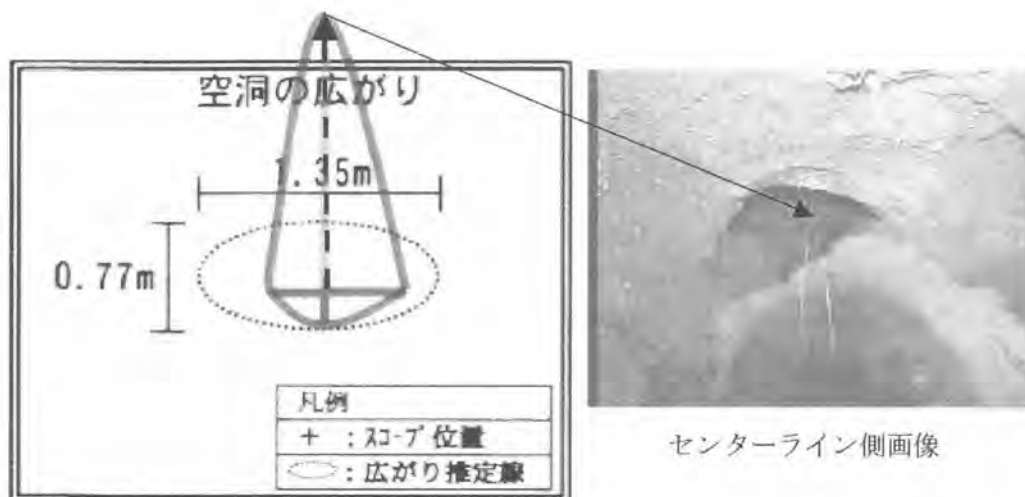 空洞の広がり
1.35m
0.77m
凡例
+ : ｽｺｰﾌﾟ位置
: 広がり推定線
センターライン側画像